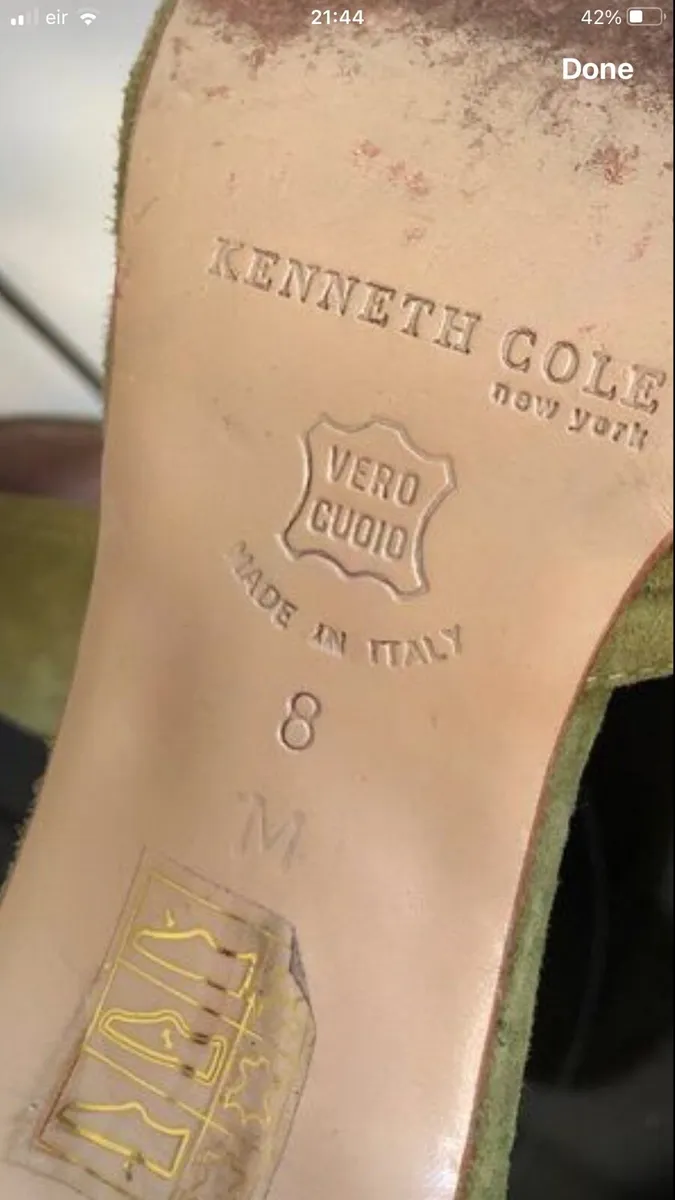 eir 21:44 42%
Done
KENNETH COLE
new york
VERO
CUOIO
MADE IN ITALY
8
M